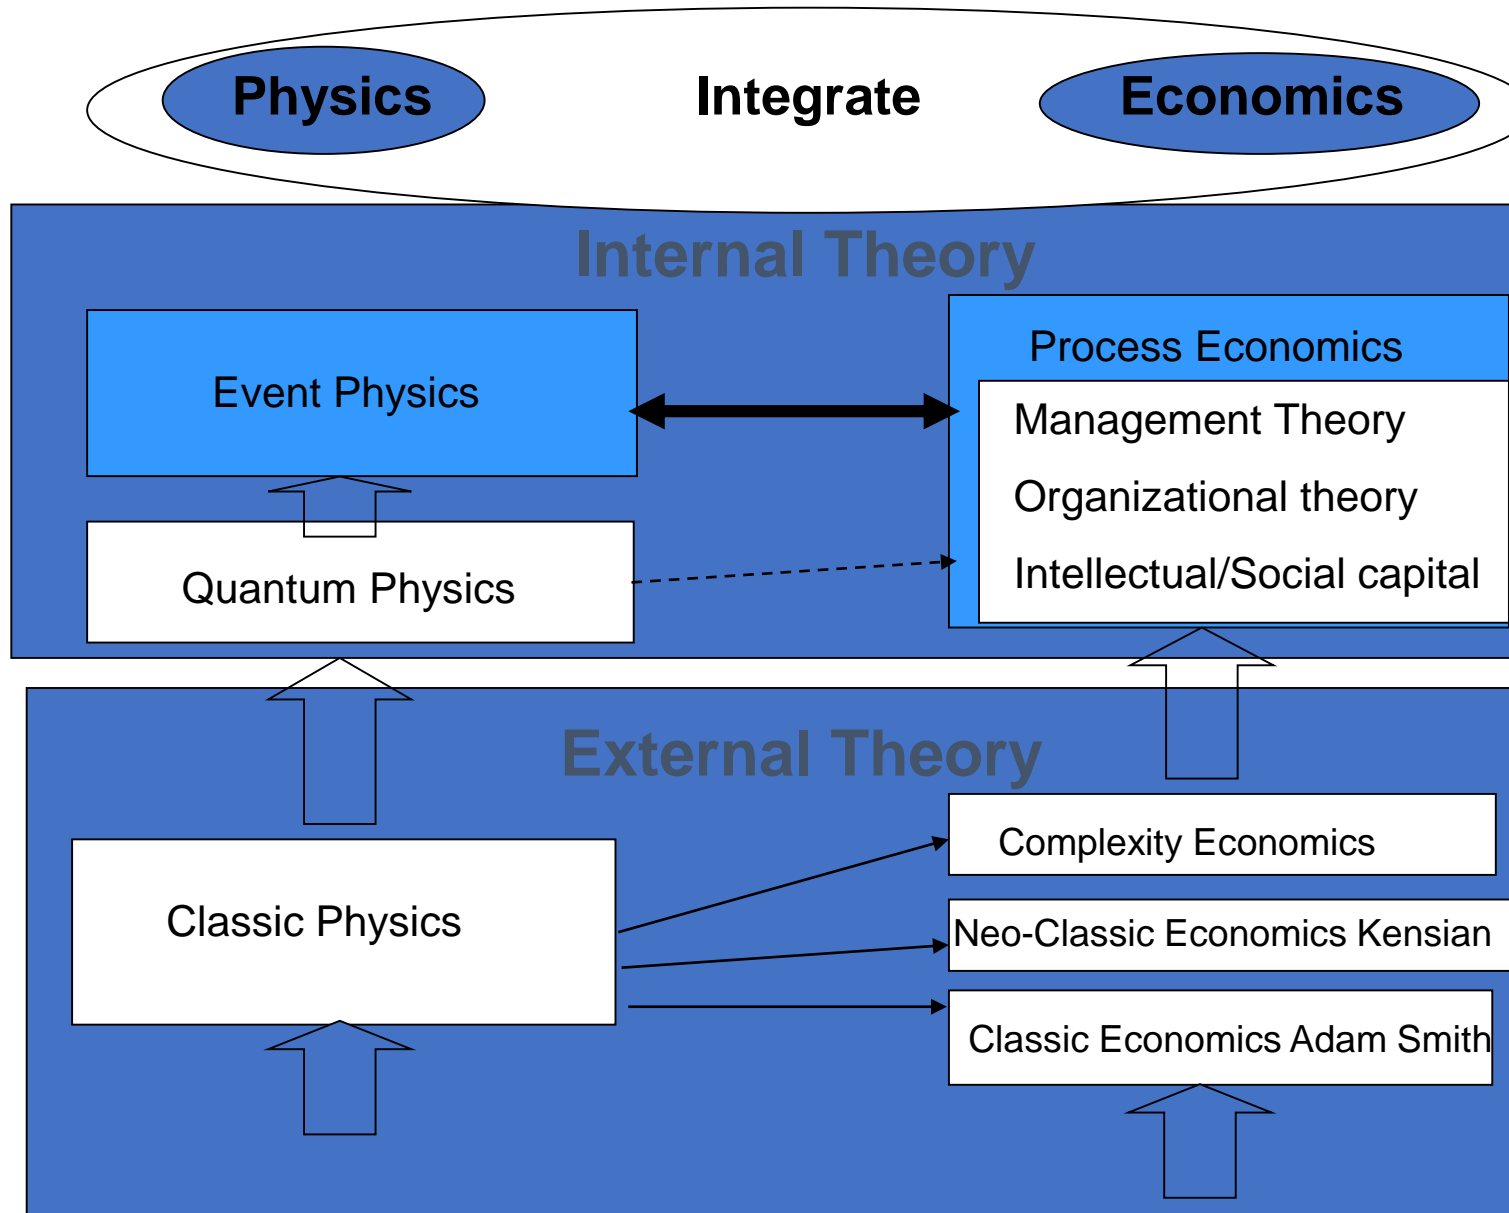 Physics Integrate Economics
Internal Theory
Event Physics
Process Economics
Management Theory
Organizational theory
Intellectual/Social capital
Quantum Physics
External Theory
Classic Physics
Complexity Economics
Neo-Classic Economics Kensian
Classic Economics Adam Smith